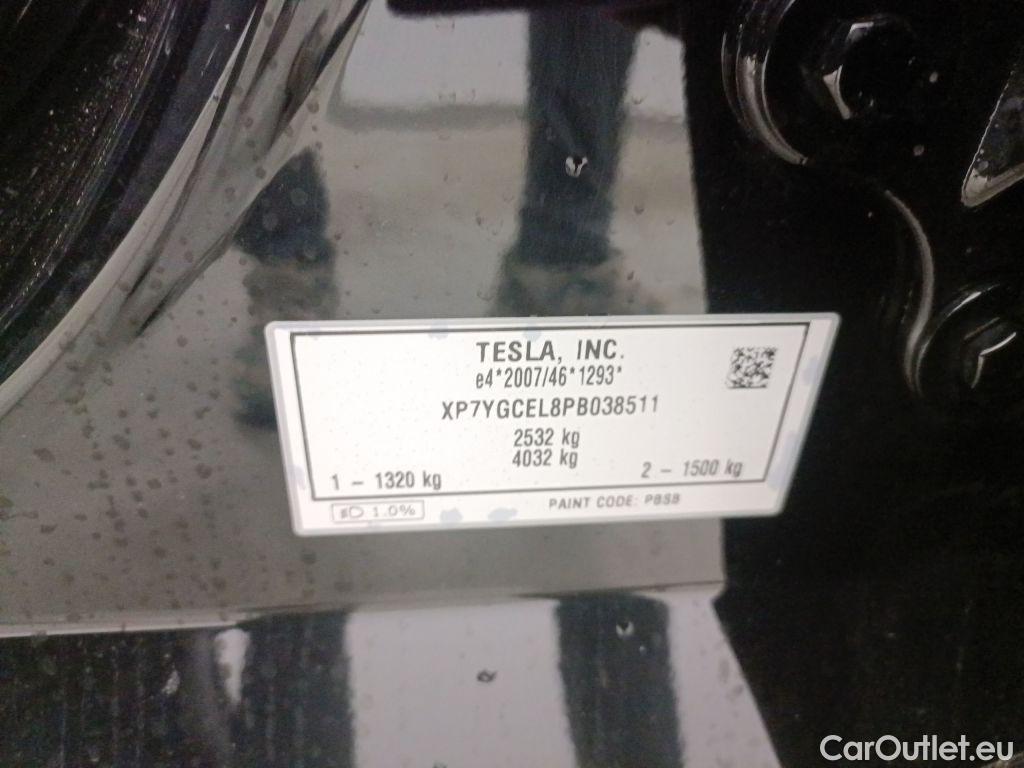 TESLA, INC.
e4*2007/46*1293*
XP7YGCEL8PB038511
2532 kg
4032 kg
1 - 1320 kg
2 - 1500 kg
1.0%
PAINT CODE: PBSB
CarOutlet.eu